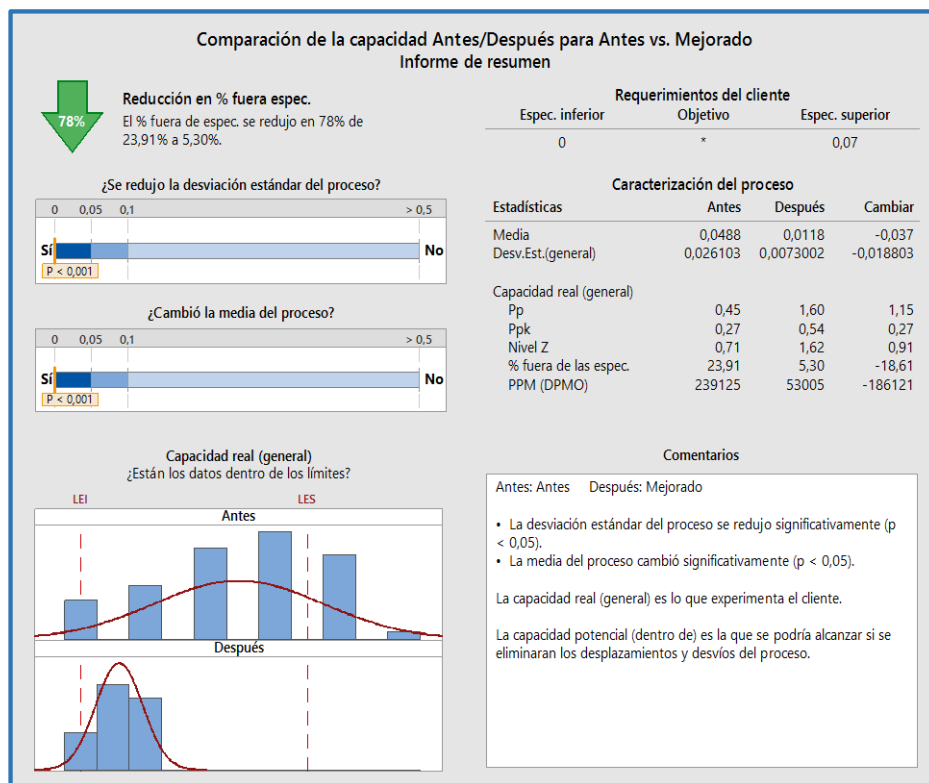 Comparación de la capacidad Antes/Después para Antes vs. Mejorado
Informe de resumen
78%
Reducción en % fuera espec.
El % fuera de espec. se redujo en 78% de
23,91% a 5,30%.
¿Se redujo la desviación estándar del proceso?
0 0,05 0,1 > 0,5
Sí No
P < 0,001
¿Cambió la media del proceso?
0 0,05 0,1 > 0,5
Sí No
P < 0,001
Requerimientos del cliente
Espec. inferior Objetivo Espec. superior
0 * 0,07
Caracterización del proceso
Estadísticas Antes Después Cambiar
Media 0,0488 0,0118 -0,037
Desv.Est.(general) 0,026103 0,0073002 -0,018803
Capacidad real (general)
Pp 0,45 1,60 1,15
Ppk 0,27 0,54 0,27
Nivel Z 0,71 1,62 0,91
% fuera de las espec. 23,91 5,30 -18,61
PPM (DPMO) 239125 53005 -186121
Capacidad real (general)
¿Están los datos dentro de los límites?
LEI LES
Antes
Después
Comentarios
Antes: Antes Después: Mejorado
• La desviación estándar del proceso se redujo significativamente (p
< 0,05).
• La media del proceso cambió significativamente (p < 0,05).
La capacidad real (general) es lo que experimenta el cliente.
La capacidad potencial (dentro de) es la que se podría alcanzar si se
eliminaran los desplazamientos y desvíos del proceso.